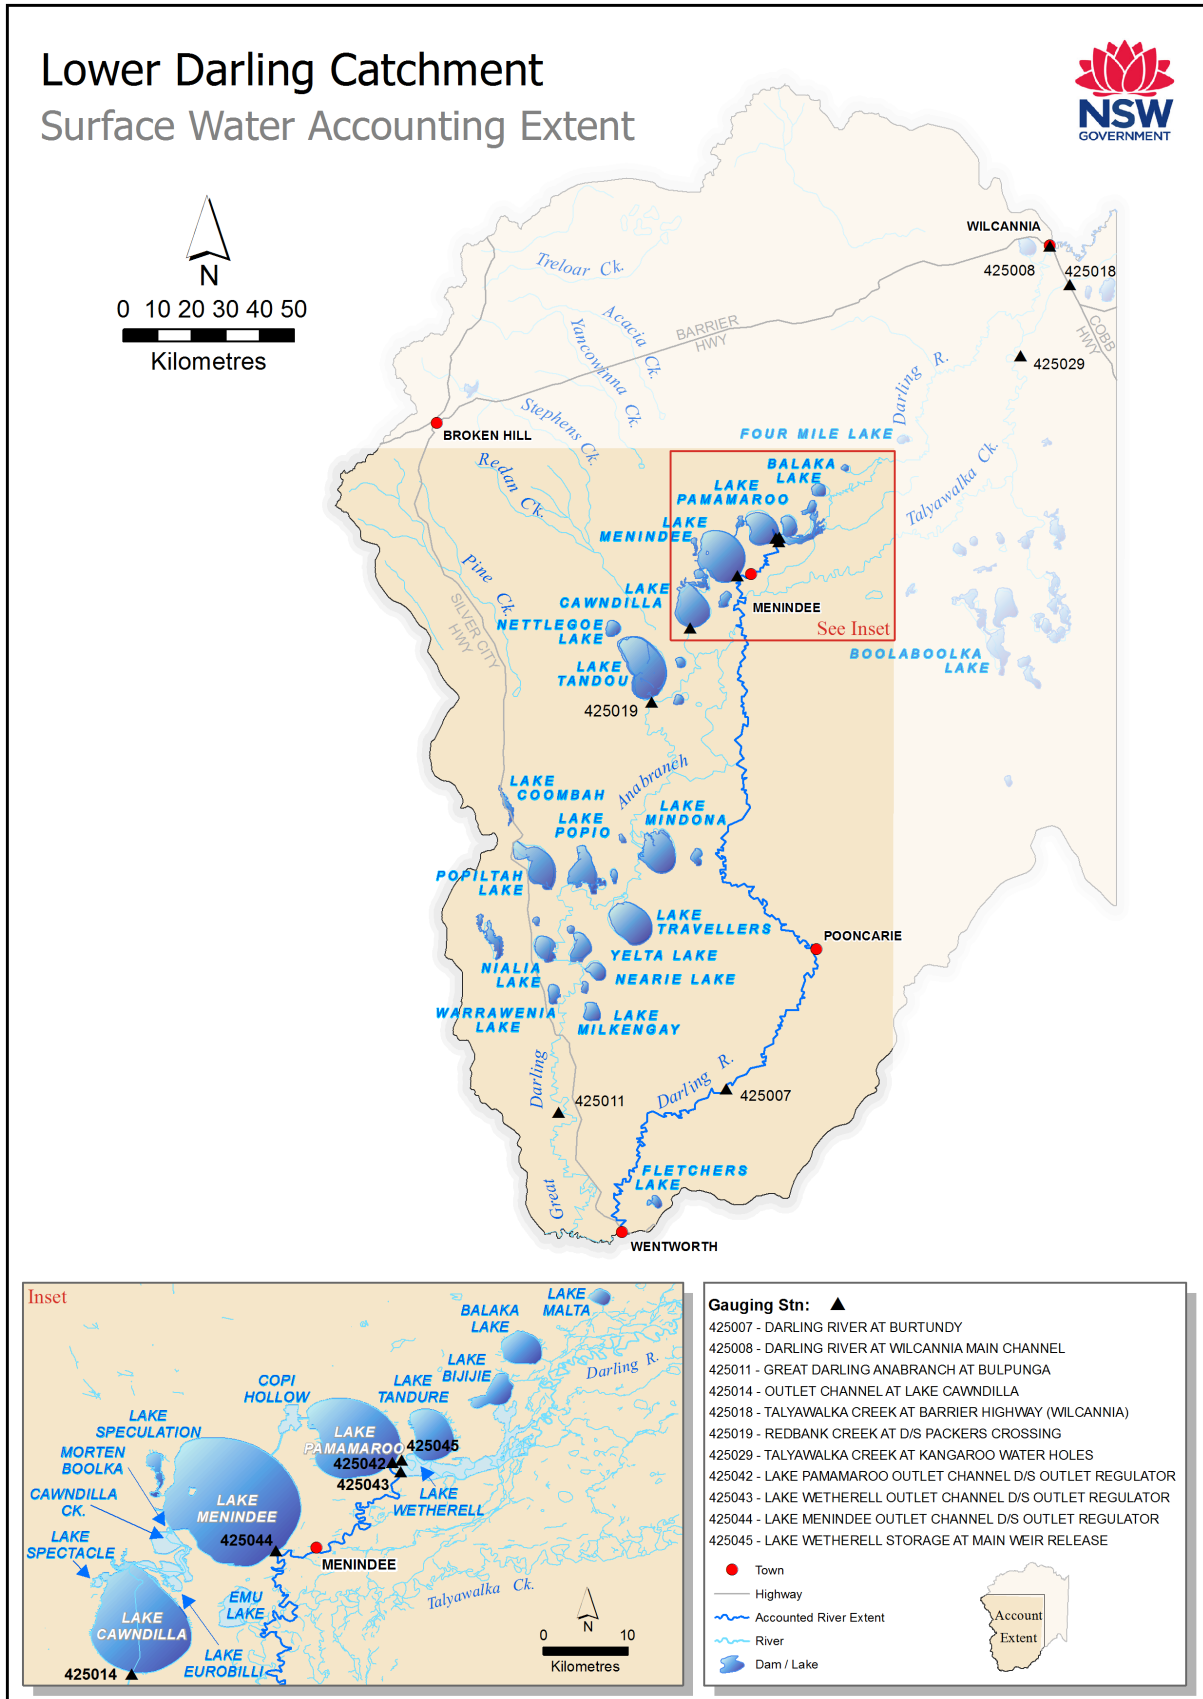 Lower Darling Catchment
Surface Water Accounting Extent
NSW
GOVERNMENT
N
0 10 20 30 40 50
Kilometres
WILCANNIA
425008
425018
COBB
HWY
425029
Treloar Ck.
Acacia Ck.
Yancowinna Ck.
BARRIER
HWY
Darling R.
Stephens Ck.
BROKEN HILL
Redan Ck.
FOUR MILE LAKE
BALAKA
LAKE
LAKE
PAMAMAROO
Talyawalka Ck.
LAKE
MENINDEE
Pine Ck.
SILVER CITY
HWY
LAKE
CAWNDILLA
MENINDEE
See Inset
NETTLEGOE
LAKE
BOOLABOOLKA
LAKE
LAKE
TANDOU
425019
Anabranch
LAKE
COOMBAH
LAKE
POPIO
LAKE
MINDONA
POPILTAH
LAKE
LAKE
TRAVELLERS
POONCARIE
YELTA LAKE
NIALIA
LAKE
NEARIE LAKE
WARRAWENIA
LAKE
LAKE
MILKENGAY
Darling
Darling R.
425011
425007
FLETCHERS
LAKE
Great
WENTWORTH
Inset
LAKE
MALTA
BALAKA
LAKE
Darling R.
LAKE
BIJIJIE
COPI
HOLLOW
LAKE
TANDURE
LAKE
SPECULATION
LAKE
PAMAMAROO
425045
425042
425043
MORTEN
BOOLKA
CAWNDILLA
CK.
LAKE
MENINDEE
LAKE
WETHERELL
LAKE
SPECTACLE
425044
MENINDEE
EMU
LAKE
Talyawalka Ck.
LAKE
CAWNDILLA
LAKE
EUROBILLI
425014
N
0 10
Kilometres
Gauging Stn:
425007 - DARLING RIVER AT BURTUNDY
425008 - DARLING RIVER AT WILCANNIA MAIN CHANNEL
425011 - GREAT DARLING ANABRANCH AT BULPUNGA
425014 - OUTLET CHANNEL AT LAKE CAWNDILLA
425018 - TALYAWALKA CREEK AT BARRIER HIGHWAY (WILCANNIA)
425019 - REDBANK CREEK AT D/S PACKERS CROSSING
425029 - TALYAWALKA CREEK AT KANGAROO WATER HOLES
425042 - LAKE PAMAMAROO OUTLET CHANNEL D/S OUTLET REGULATOR
425043 - LAKE WETHERELL OUTLET CHANNEL D/S OUTLET REGULATOR
425044 - LAKE MENINDEE OUTLET CHANNEL D/S OUTLET REGULATOR
425045 - LAKE WETHERELL STORAGE AT MAIN WEIR RELEASE
Town
Highway
Accounted River Extent
River
Dam / Lake
Account
Extent